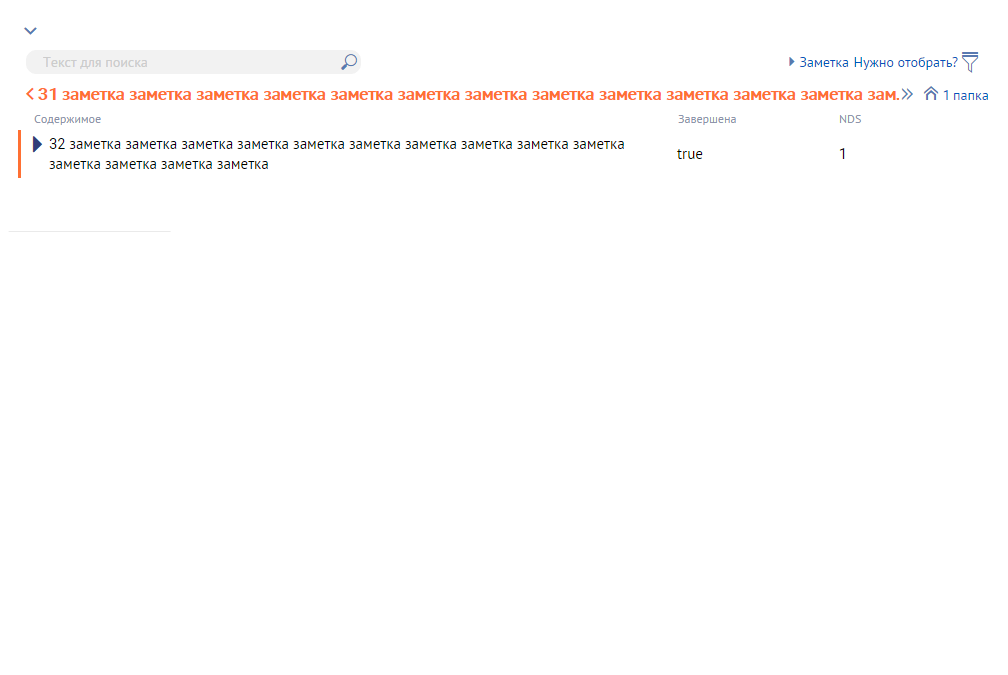 Текст для поиска
Заметка Нужно отобрать?
31 заметка заметка заметка заметка заметка заметка заметка заметка заметка заметка заметка заметка зам. 1 папка
Содержимое Завершена NDS
32 заметка заметка заметка заметка заметка заметка заметка заметка заметка заметка
заметка заметка заметка заметка
true 1